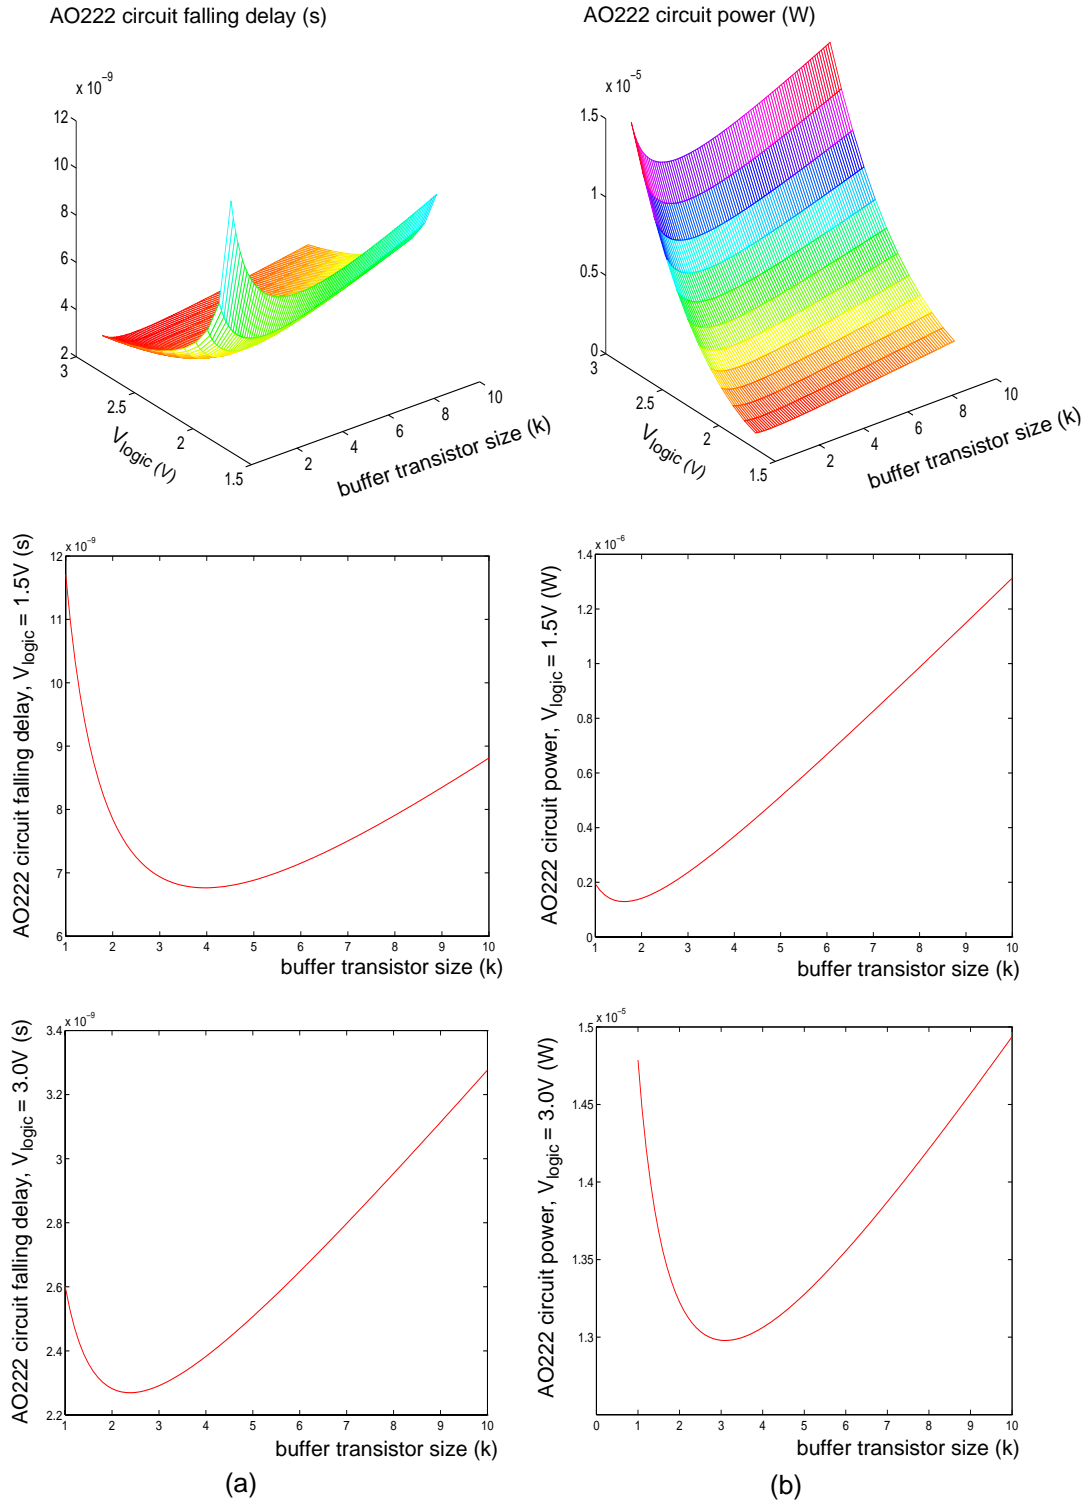 AO222 circuit falling delay (s)
x 10^-9
12
10
8
6
4
2
3
2.5
2
1.5
V_logic (V)
2
4
6
8
10
buffer transistor size (k)
AO222 circuit power (W)
x 10^-5
1.5
1
0.5
0
3
2.5
2
1.5
V_logic (V)
2
4
6
8
10
buffer transistor size (k)
AO222 circuit falling delay, V_logic = 1.5V (s)
x 10^-9
12
11
10
9
8
7
6
1 2 3 4 5 6 7 8 9 10
buffer transistor size (k)
AO222 circuit power, V_logic = 1.5V (W)
x 10^-6
1.4
1.2
1
0.8
0.6
0.4
0.2
0
1 2 3 4 5 6 7 8 9 10
buffer transistor size (k)
AO222 circuit falling delay, V_logic = 3.0V (s)
x 10^-9
3.4
3.2
3
2.8
2.6
2.4
2.2
1 2 3 4 5 6 7 8 9 10
buffer transistor size (k)
(a)
AO222 circuit power, V_logic = 3.0V (W)
x 10^-5
1.5
1.45
1.4
1.35
1.3
0 1 2 3 4 5 6 7 8 9 10
buffer transistor size (k)
(b)